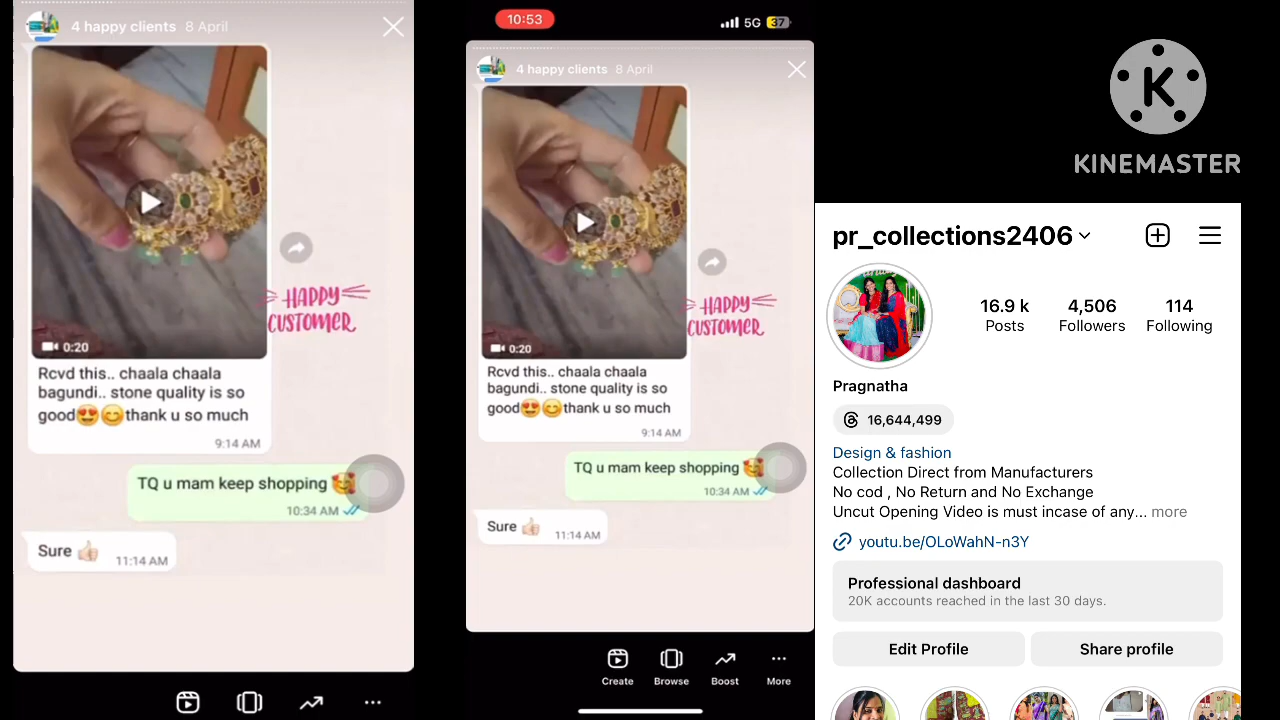 4 happy clients 8 April
0:20
HAPPY
CUSTOMER
Rcvd this.. chaala chaala
bagundi.. stone quality is so
good😍😊thank u so much
9:14 AM
TQ u mam keep shopping 🥰
10:34 AM
Sure 👍🏻
11:14 AM
10:53
5G 37
4 happy clients 8 April
0:20
HAPPY
CUSTOMER
Rcvd this.. chaala chaala
bagundi.. stone quality is so
good😍😊thank u so much
9:14 AM
TQ u mam keep shopping 🥰
10:34 AM
Sure 👍🏻
11:14 AM
Create Browse Boost More
K
KINEMASTER
pr_collections2406
16.9 k 4,506 114
Posts Followers Following
Pragnatha
16,644,499
Design & fashion
Collection Direct from Manufacturers
No cod , No Return and No Exchange
Uncut Opening Video is must incase of any... more
youtu.be/OLoWahN-n3Y
Professional dashboard
20K accounts reached in the last 30 days.
Edit Profile Share profile